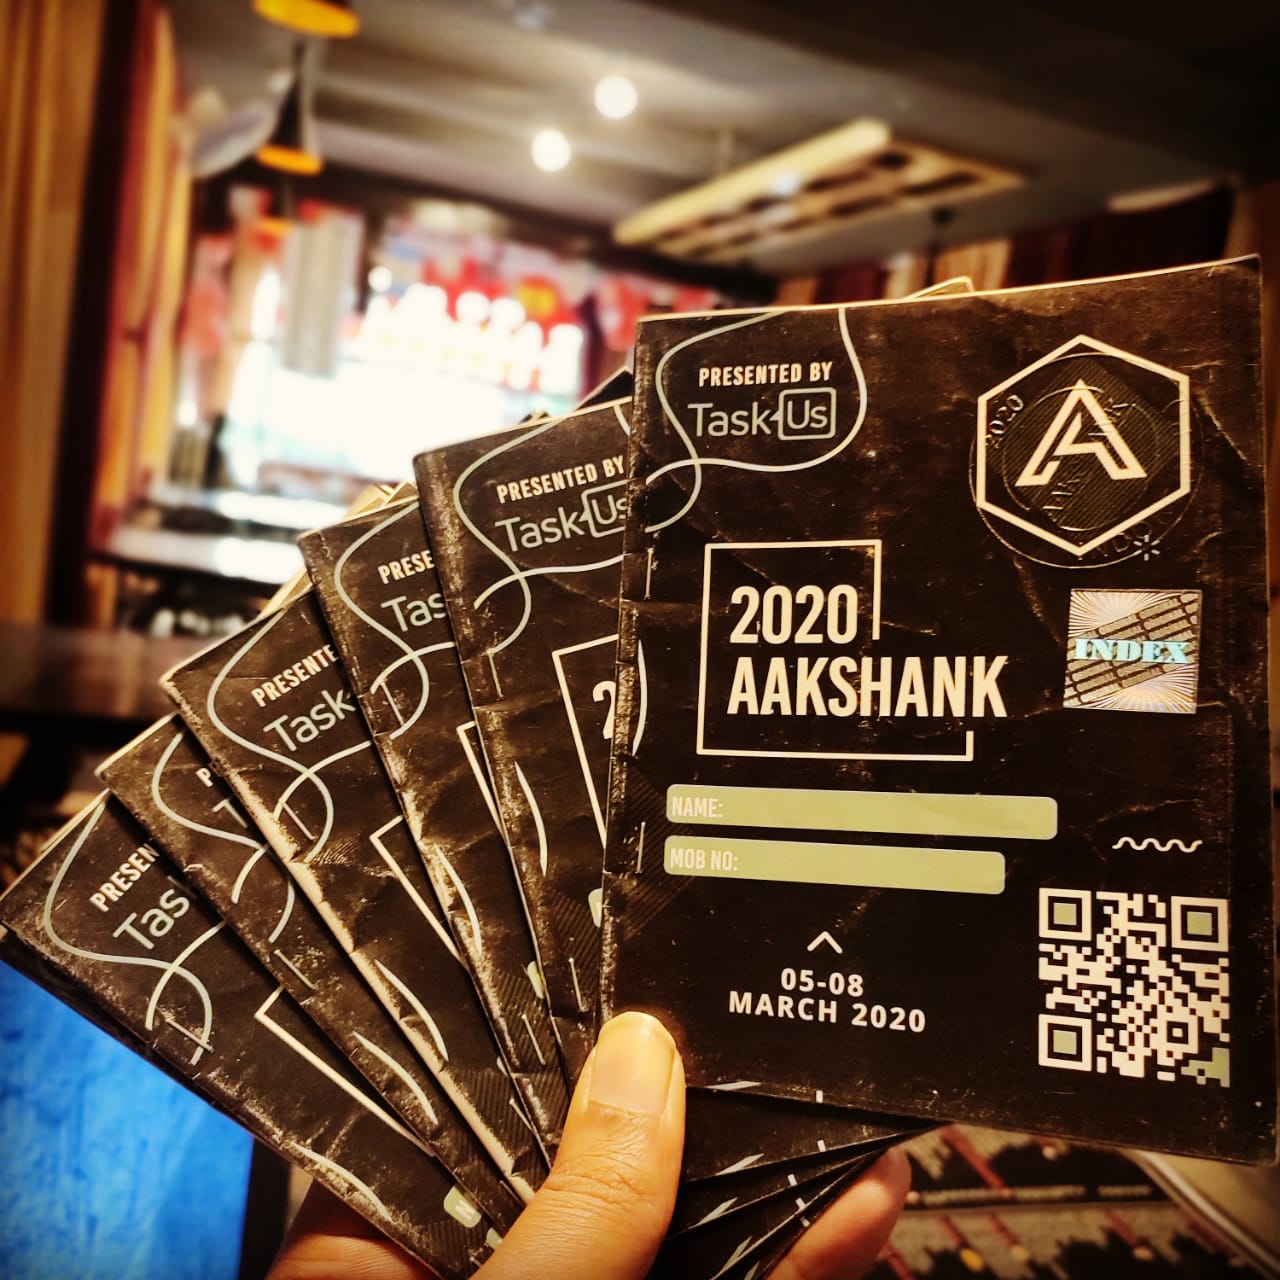 PRESENTED BY
TaskUs
A
2020
2020
AAKSHANK
INDEX
NAME:
MOB NO:
05-08
MARCH 2020
PRESENTED BY
TaskUs
2
PRESE
Tas
PRESENTE
Task
P
T
PRESEN
Tas